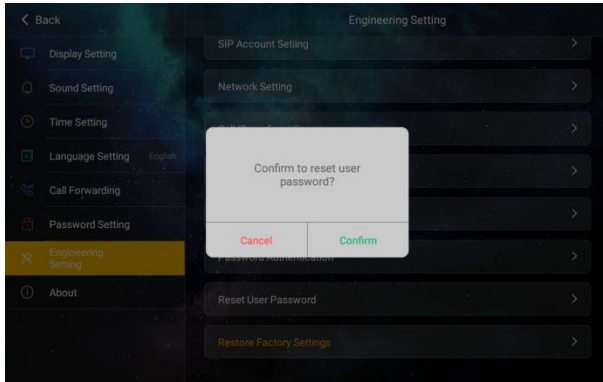 Back
Engineering Setting
Display Setting
Sound Setting
Time Setting
Language Setting English
Call Forwarding
Password Setting
Engineering
Setting
About
SIP Account Setiing
Network Setting
Confirm to reset user
password?
Cancel
Confirm
Password Authentication
Reset User Password
Restore Factory Settings